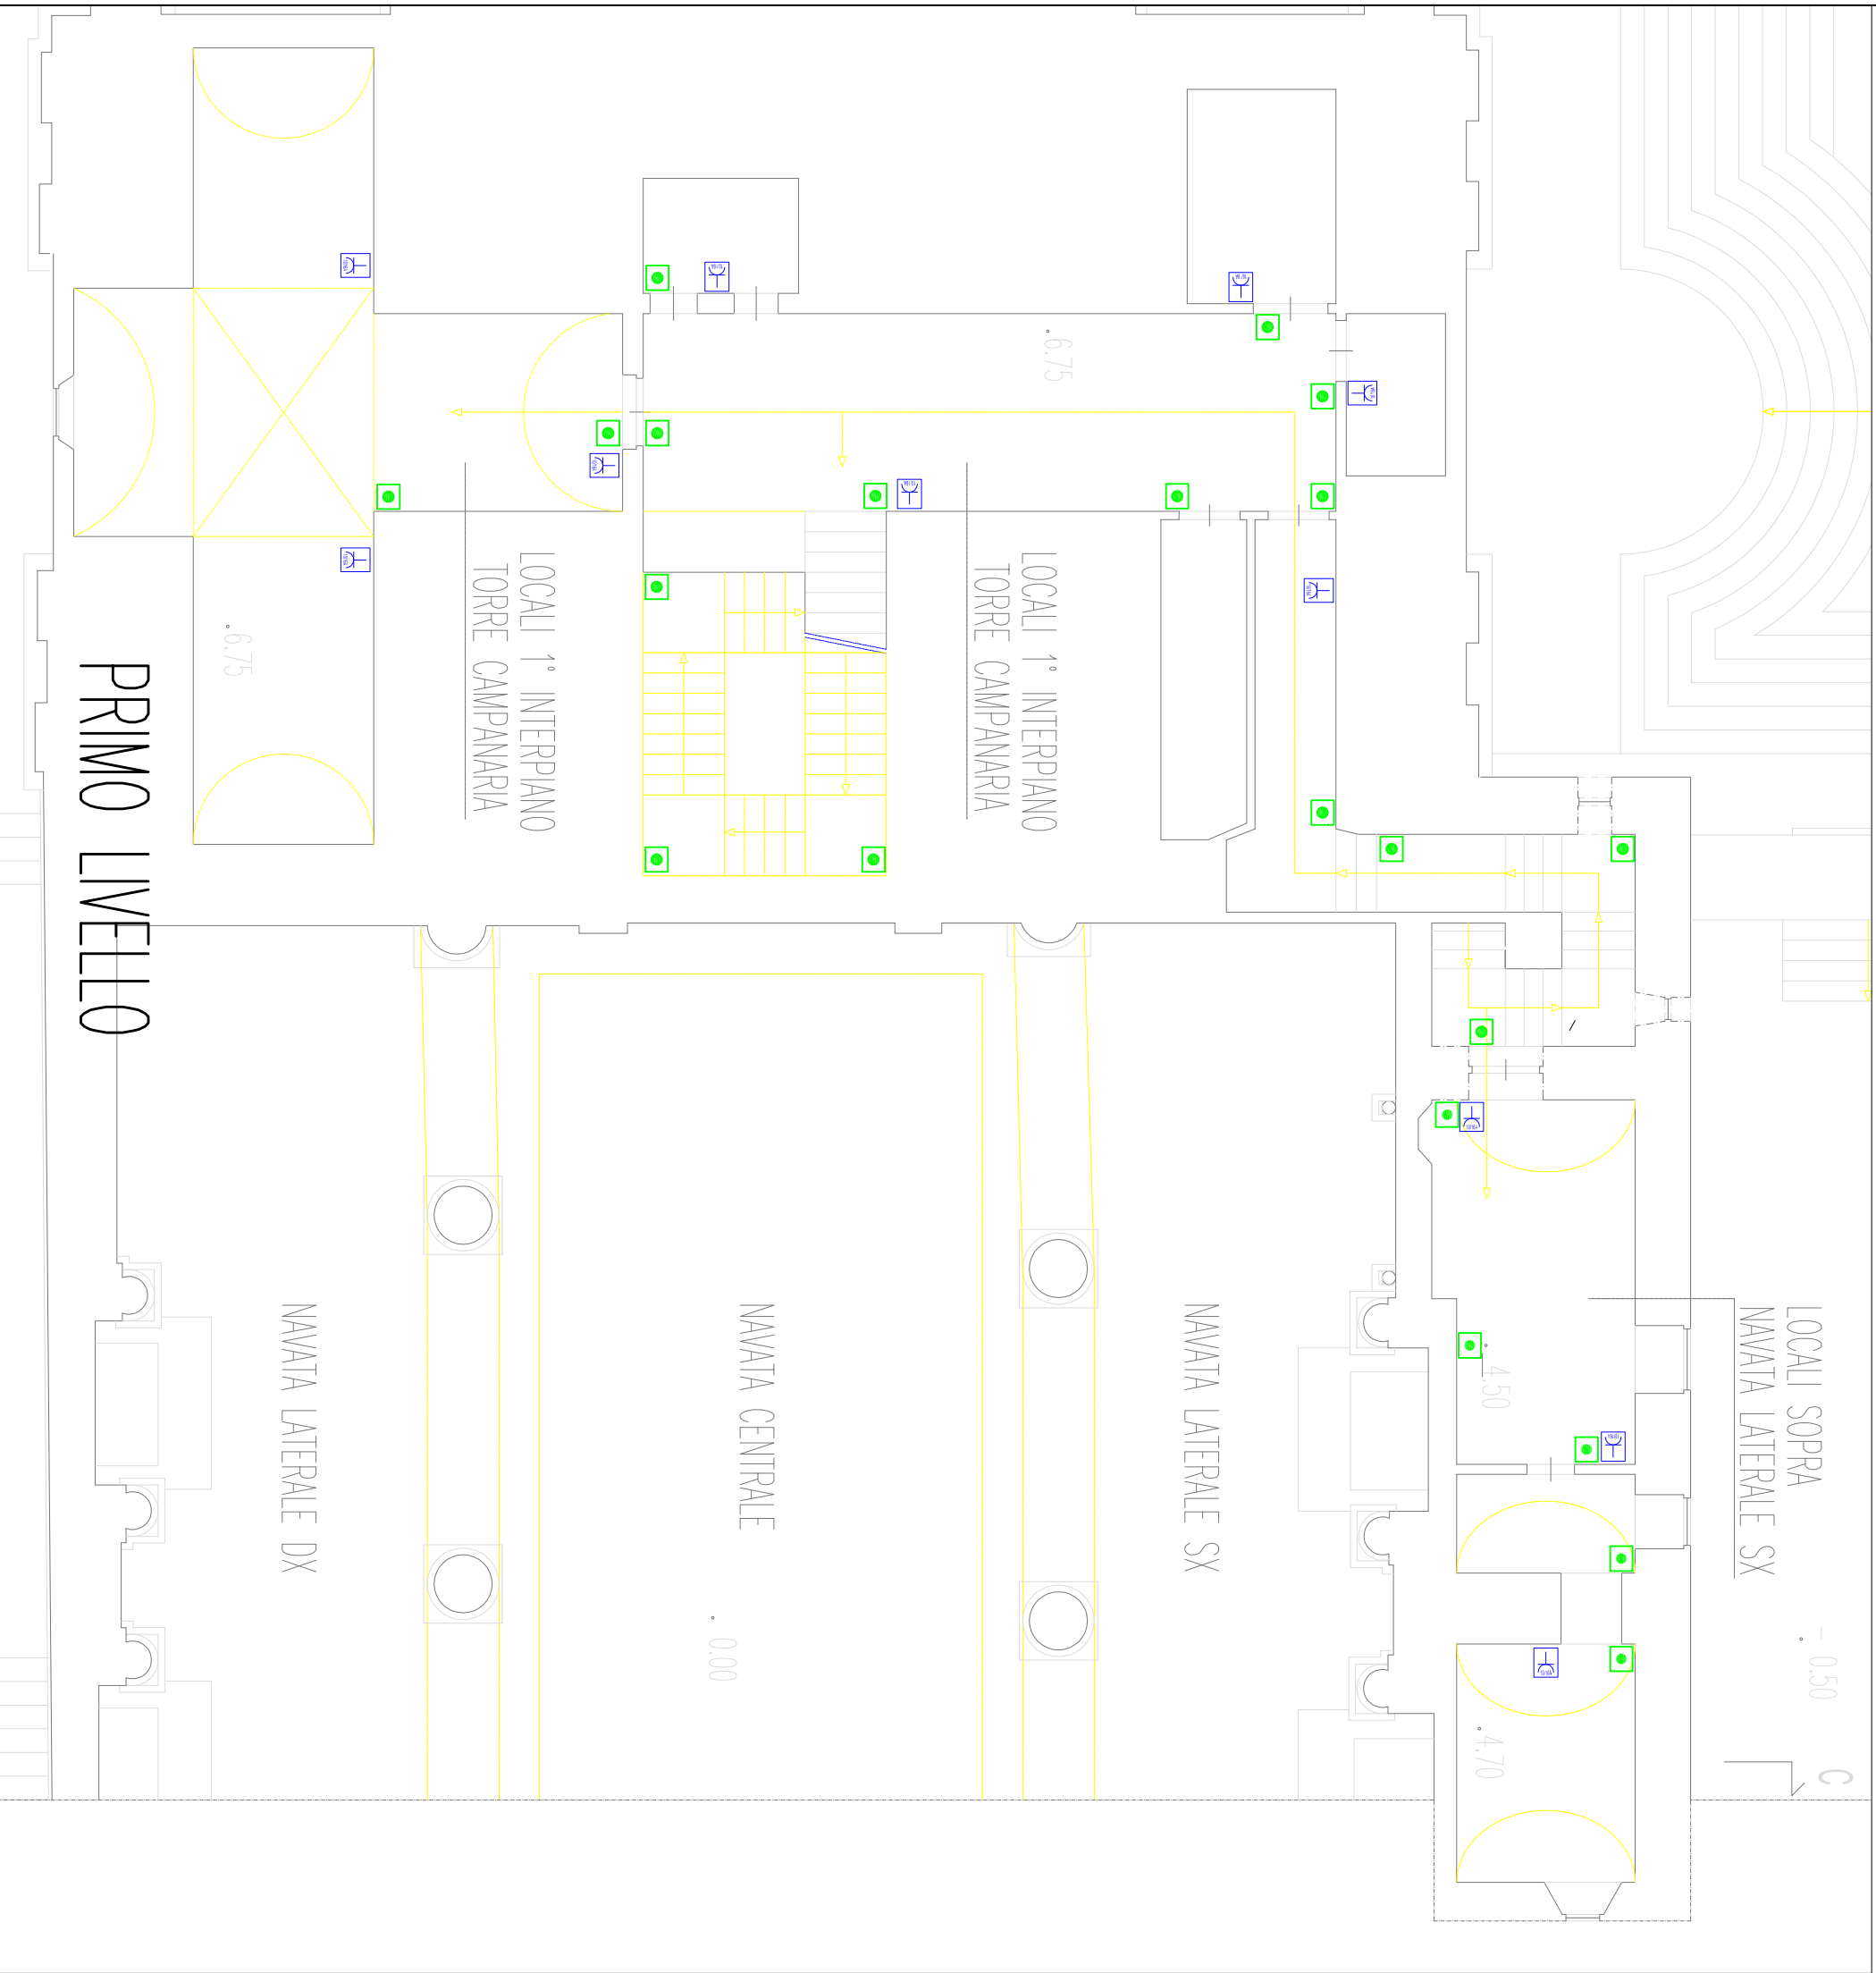 LOCALI SOPRA
NAVATA LATERALE SX
-0.50
C
4.50
4.70
NAVATA LATERALE SX
LOCALI 1° INTERPIANO
TORRE CAMPANARIA
6.75
NAVATA CENTRALE
0.00
LOCALI 1° INTERPIANO
TORRE CAMPANARIA
NAVATA LATERALE DX
6.75
PRIMO LIVELLO